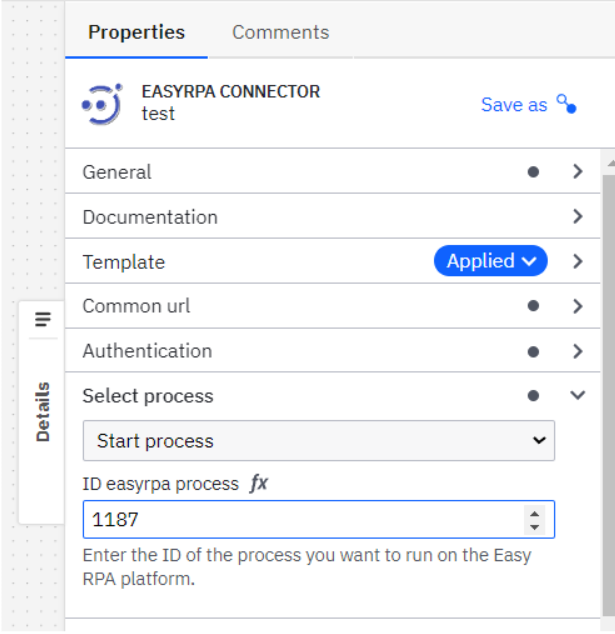 Properties
Comments
EASYRPA CONNECTOR
test
Save as
General
Documentation
Template
Applied
Common url
Authentication
Details
Select process
Start process
ID easyrpa process fx
1187
Enter the ID of the process you want to run on the Easy
RPA platform.